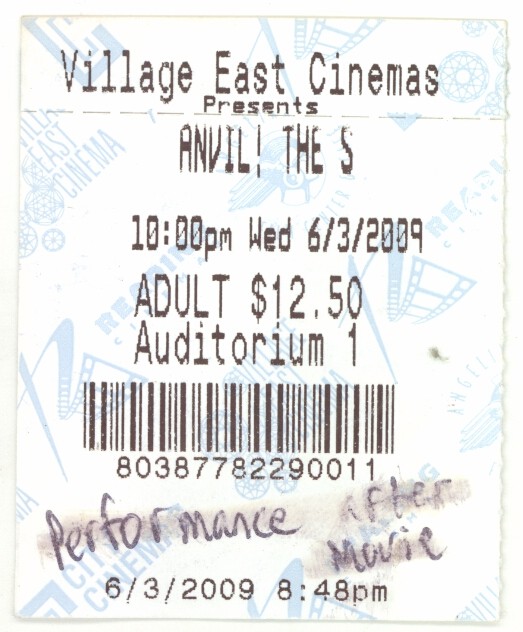 Village East Cinemas
Presents
ANVIL! THE S
10:00pm Wed 6/3/2009
ADULT $12.50
Auditorium 1
80387782290011
Performance after
movie
6/3/2009 8:48pm